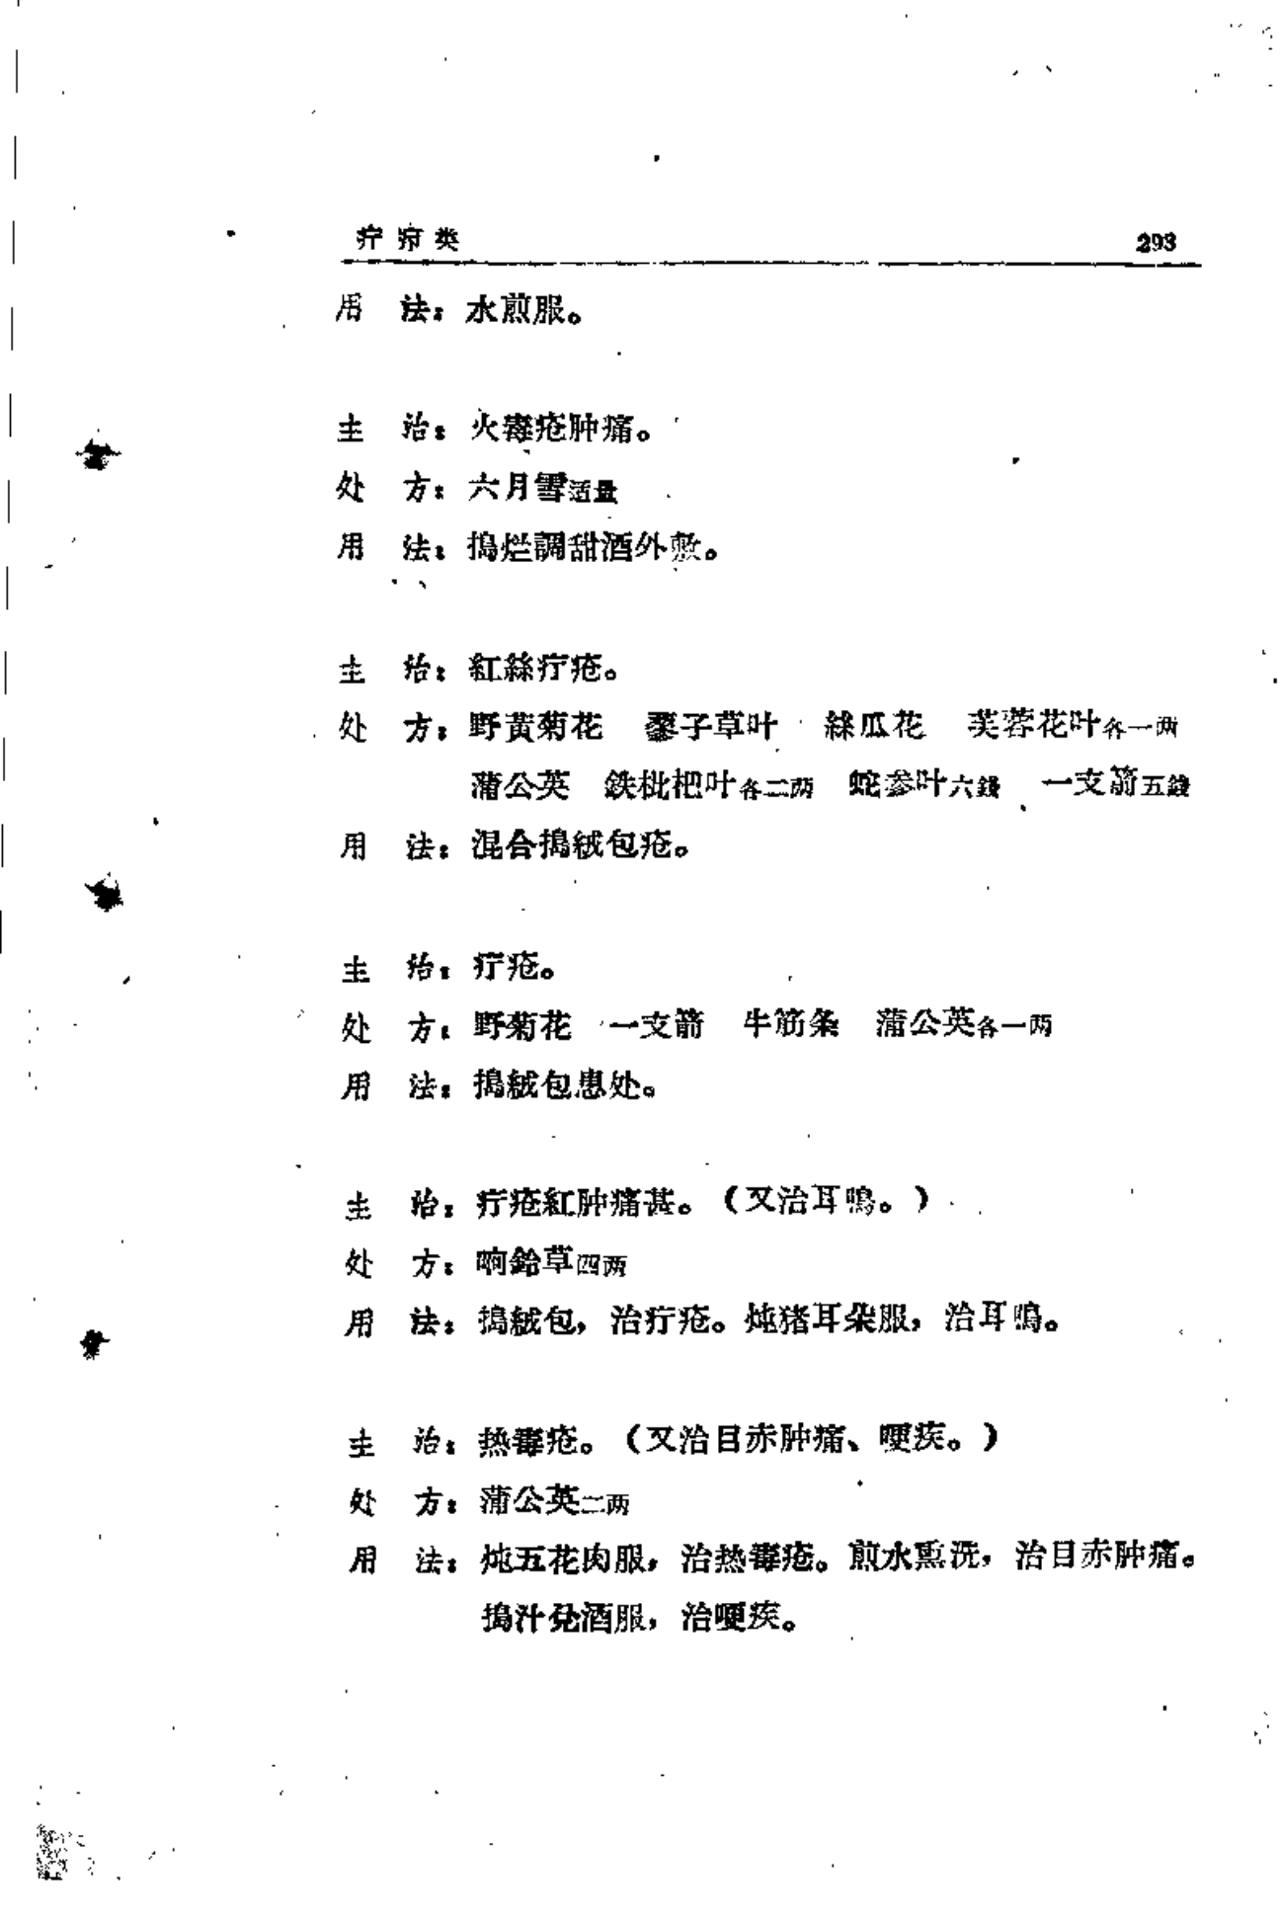 疔疮类 293
用 法：水煎服。
主 治：火毒疮肿痛。
处 方：六月雪适量
用 法：搗烂調甜酒外敷。
主 治：紅絲疔疮。
处 方：野黃菊花 子草叶 絲瓜花 芙蓉花叶各一两
蒲公英 鉄枇杷叶各二两 蛇参叶六錢 一支箭五錢
用 法：混合搗絨包疮。
主 治：疔疮。
处 方：野菊花 一支箭 牛筋条 蒲公英各一两
用 法：搗絨包患处。
主 治：疔疮紅肿痛甚。（又治耳鳴。）
处 方：响鈴草四两
用 法：搗絨包，治疔疮。炖猪耳朵服，治耳鳴。
主 治：热毒疮。（又治目赤肿痛、哽疾。）
处 方：蒲公英二两
用 法：炖五花肉服，治热毒疮。煎水熏洗，治目赤肿痛。
搗汁兌酒服，治哽疾。